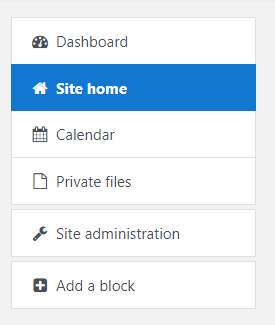 Dashboard
Site home
Calendar
Private files
Site administration
Add a block